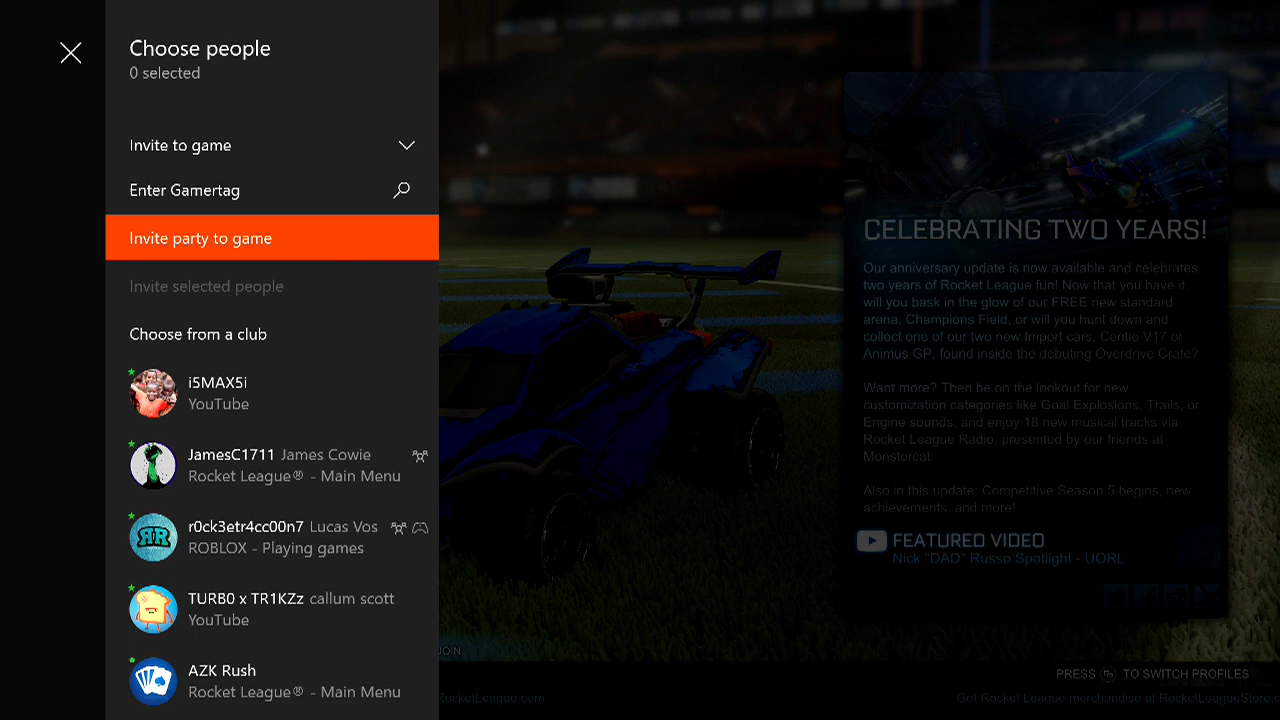 Choose people
0 selected
Invite to game
Enter Gamertag
Invite party to game
Invite selected people
Choose from a club
i5MAX5i
YouTube
JamesC1711 James Cowie
Rocket League® - Main Menu
r0ck3etr4cc00n7 Lucas Vos
ROBLOX - Playing games
TURB0 x TR1KZz callum scott
YouTube
AZK Rush
Rocket League® - Main Menu
CELEBRATING TWO YEARS!
Our anniversary update is now available and celebrates
two years of Rocket League fun! Now that you have it,
will you bask in the glow of our FREE new standard
arena, Champions Field, or will you hunt down and
collect one of our two new Import cars, Centio V17 or
Animus GP, found inside the debuting Overdrive Crate?
Want more? Then be on the lookout for new
customization categories like Goal Explosions, Trails, or
Engine sounds, and enjoy 18 new musical tracks via
Rocket League Radio, presented by our friends at
Monstercat.
Also in this update: Competitive Season 5 begins, new
achievements, and more!
FEATURED VIDEO
Nick "DAD" Russo Spotlight - UORL
JOIN
PRESS TO SWITCH PROFILES
RocketLeague.com
Get Rocket League merchandise at RocketLeagueStore.